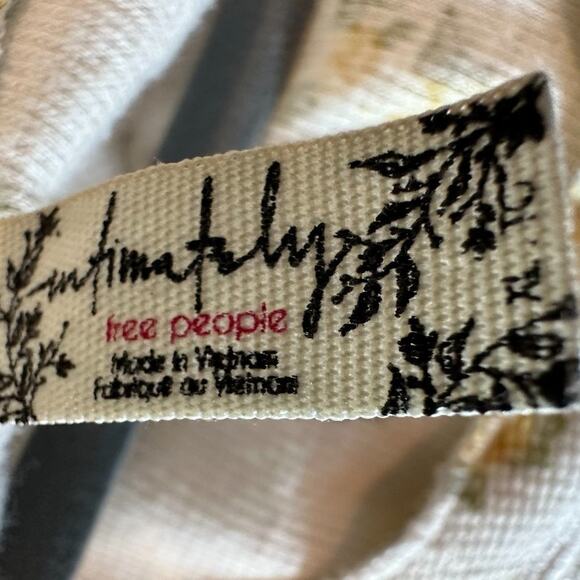 intimately
free people
Made in Vietnam
Fabriqué au Vietnam